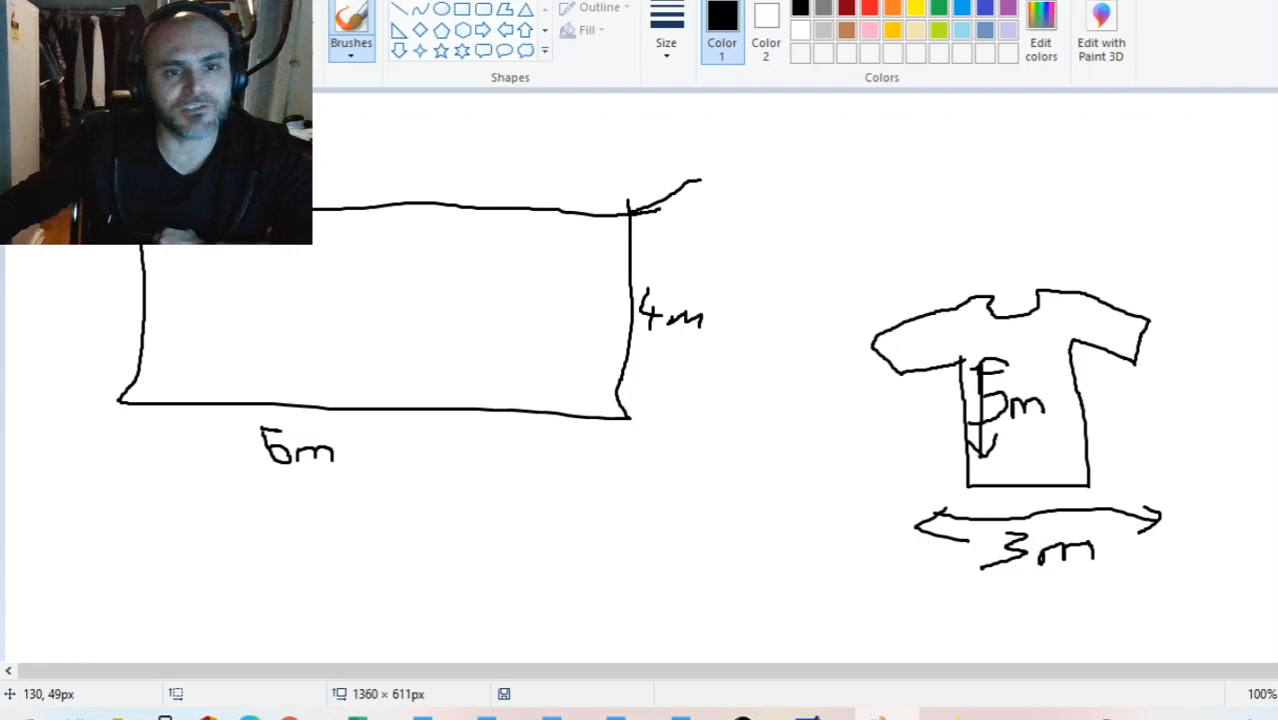 Outline
Fill
Brushes
Size
Color
1
Color
2
Edit
colors
Edit with
Paint 3D
Shapes
Colors
4m
5m
3m
130, 49px
1360 × 611px
100%